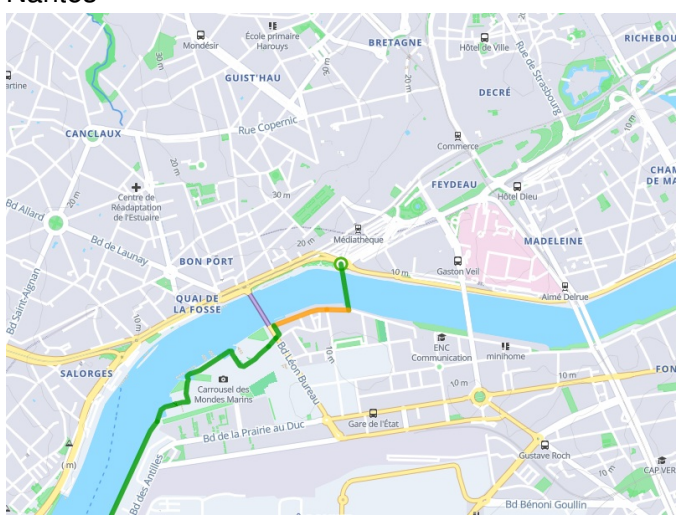 Nantes
Mondésir
École primaire
Harouys
BRETAGNE
Hôtel de Ville
RICHEBOU
30 m
30 m
20 m
Rue de Strasbourg
artine
GUIST'HAU
DECRÉ
10 m
CANCLAUX
Rue Copernic
Commerce
20 m
CHAM
DE MA
Centre de
Réadaptation
de l'Estuaire
30 m
FEYDEAU
Hôtel Dieu
20 m
Bd Allard
Bd de Launay
20 m
Médiathèque
MADELEINE
BON PORT
10 m
Gaston Veil
Bd Saint-Aignan
QUAI DE
LA FOSSE
Aimé Delrue
10 m
ENC
Communication
minihome
Bd Léon Bureau
10 m
SALORGES
Carrousel des
Mondes Marins
10 m
10 m
FON
Gare de l'État
Bd de la Prairie au Duc
Gustave Roch
( m)
Bd des Antilles
10 m
CAP VER
Bd Bénoni Goullin